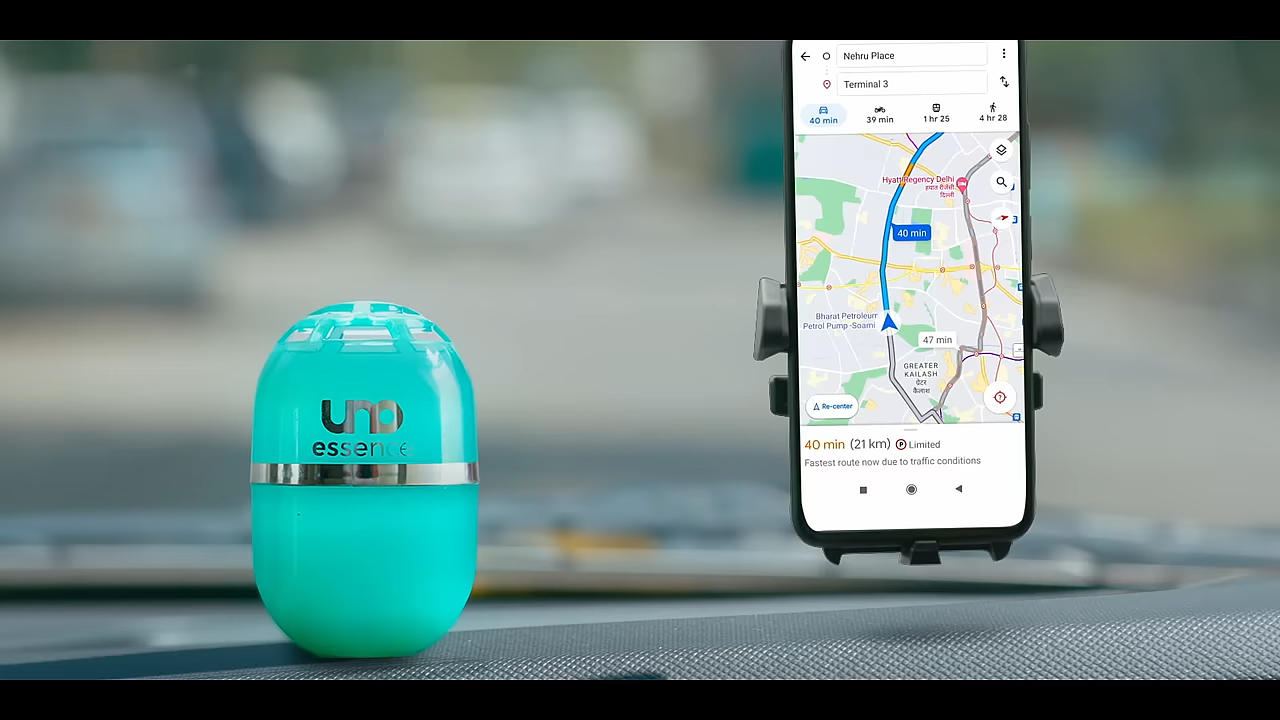 uno
essence
Nehru Place
Terminal 3
40 min
39 min
1 hr 25
4 hr 28
Hyatt Regency Delhi
हयात रीजेंसी
दिल्ली
40 min
Bharat Petroleum
Petrol Pump -Soami
47 min
GREATER
KAILASH
ग्रेटर
कैलाश
Re-center
40 min (21 km) P Limited
Fastest route now due to traffic conditions